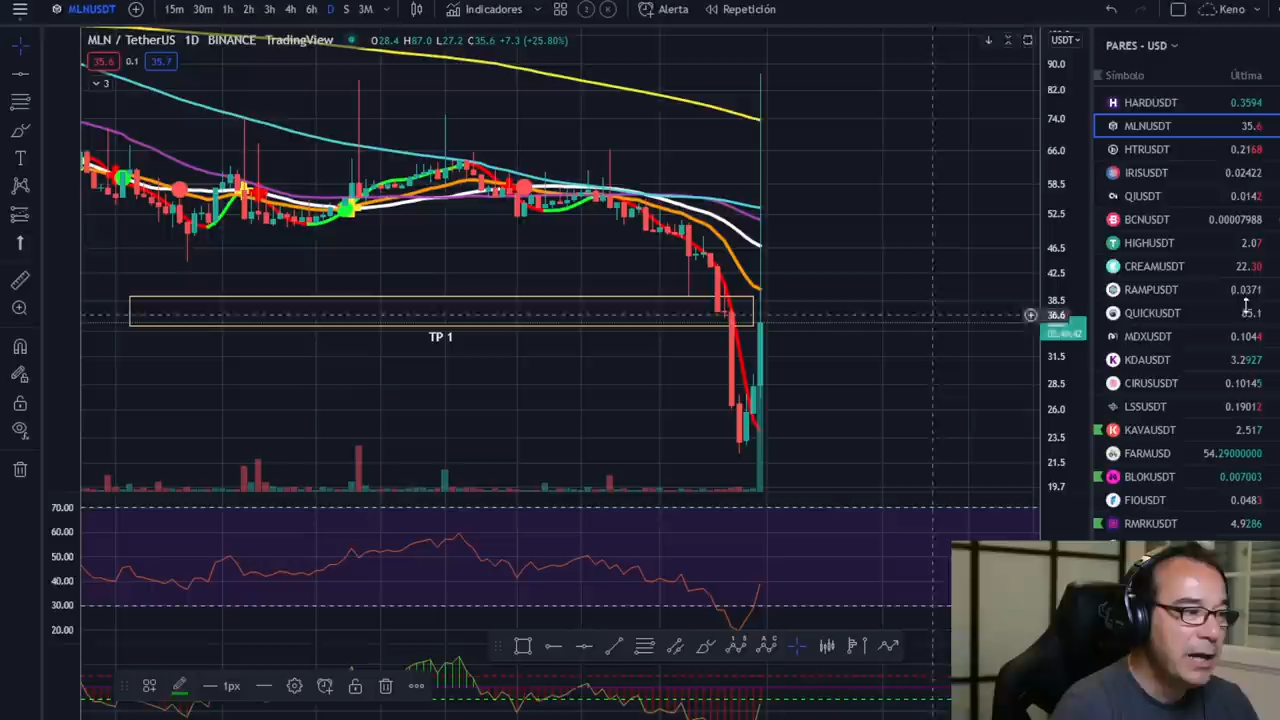 MLNUSDT 15m 30m 1h 2h 3h 4h 6h D S 3M Indicadores Alerta Repetición Keno
MLN / TetherUS 1D BINANCE TradingView O28.4 H87.0 L27.2 C35.6 +7.3 (+25.80%) USDT
35.6 0.1 35.7
3
90.0
82.0
74.0
66.0
58.5
52.5
46.5
42.5
38.5
36.6
31.5
28.5
26.0
23.5
21.5
19.7
TP 1
70.00
60.00
50.00
40.00
30.00
20.00
1px
PARES - USD
Símbolo Última
HARDUSDT 0.3594
MLNUSDT 35.6
HTRUSDT 0.2168
IRISUSDT 0.02422
QIUSDT 0.0142
BCNUSDT 0.00007988
HIGHUSDT 2.07
CREAMUSDT 22.30
RAMPUSDT 0.0371
QUICKUSDT
MDXUSDT 0.1044
KDAUSDT 3.2927
CIRUSUSDT 0.10145
LSSUSDT 0.19012
KAVAUSDT 2.517
FARMUSD 54.29000000
BLOKUSDT 0.007003
FIOUSDT 0.0483
RMRKUSDT 4.9286